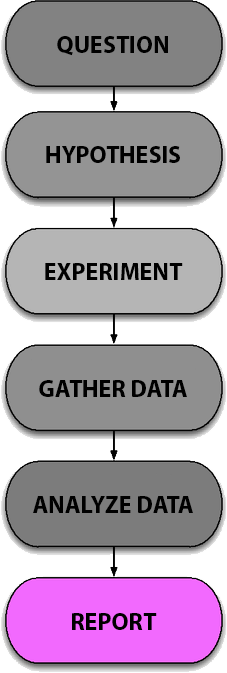 QUESTION
HYPOTHESIS
EXPERIMENT
GATHER DATA
ANALYZE DATA
REPORT